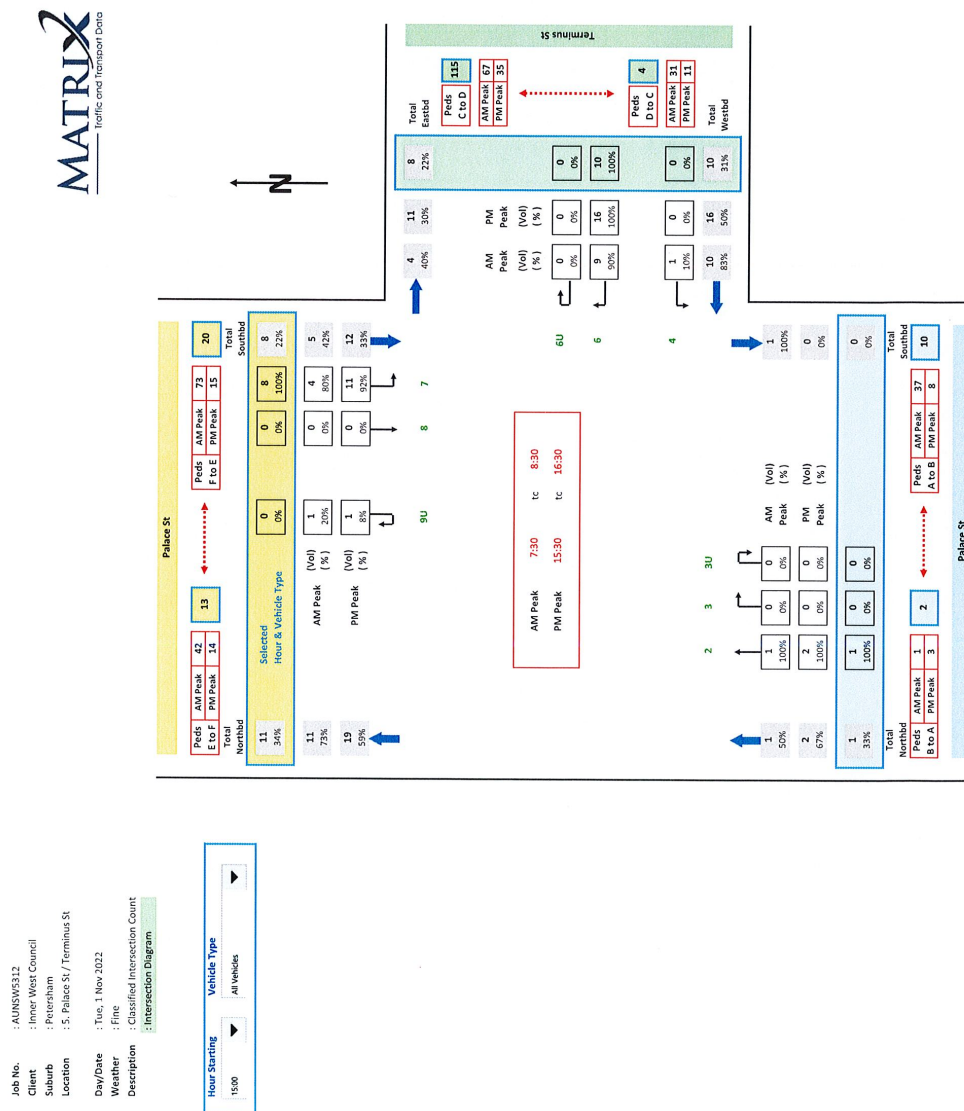 MATRIX
Traffic and Transport Data
Job No. : AUNSW5312
Client : Inner West Council
Suburb : Petersham
Location : 5. Palace St / Terminus St
Day/Date : Tue, 1 Nov 2022
Weather : Fine
Description : Classified Intersection Count
: Intersection Diagram
Hour Starting Vehicle Type
15:00 All Vehicles
Palace St
Peds AM Peak 42 13
E to F PM Peak 14
Peds AM Peak 73 20
F to E PM Peak 15
Total Northbd
Total Southbd
11 Selected 0 0 8 8
34% Hour & Vehicle Type 0% 0% 100% 22%
11 AM Peak (Vol) 1 0 4 5
73% (%) 20% 0% 80% 42%
19 PM Peak (Vol) 1 0 11 12
59% (%) 8% 0% 92% 33%
9U 8 7
N
Total Eastbd
4 11 8
40% 30% 22%
Peds 115
C to D
AM Peak 67
PM Peak 35
Terminus St
AM Peak PM Peak
(Vol) (Vol)
(%) (%)
6U 0 0 0
0% 0% 0%
6 9 16 10
90% 100% 100%
4 1 0 0
10% 0% 0%
10 16 10
83% 50% 31%
Total Westbd
Peds 4
D to C
AM Peak 31
PM Peak 11
AM Peak 7:30 tc 8:30
PM Peak 15:30 tc 16:30
2 3 3U
1 1 0 0 AM (Vol) 1
50% 100% 0% 0% Peak (%) 100%
2 2 0 0 PM (Vol) 0
67% 100% 0% 0% Peak (%) 0%
1 1 0 0 0
33% 100% 0% 0% 0%
Total Northbd
Total Southbd
Peds AM Peak 1 2
B to A PM Peak 3
Peds AM Peak 37 10
A to B PM Peak 8
Palace St